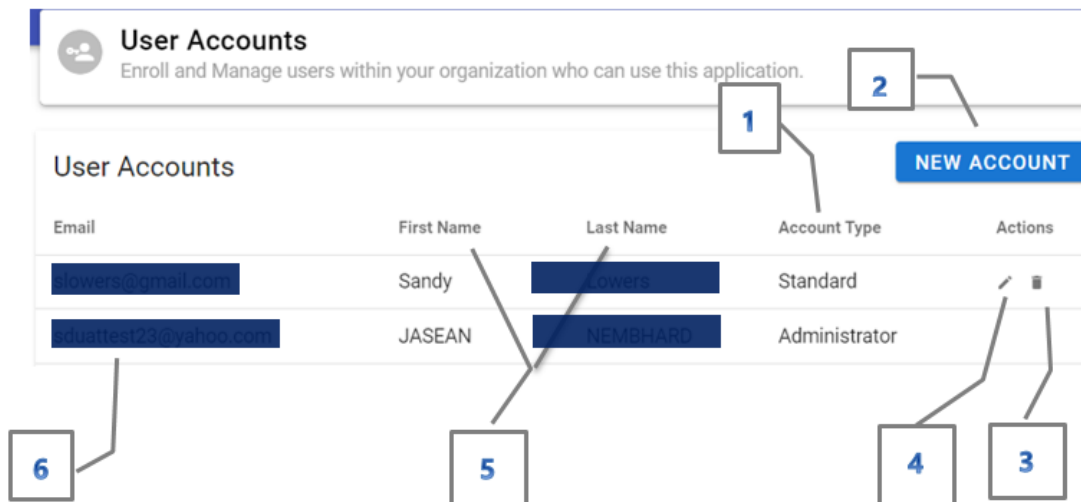 User Accounts
Enroll and Manage users within your organization who can use this application.
2
1
User Accounts
NEW ACCOUNT
Email First Name Last Name Account Type Actions
slowers@gmail.com Sandy Lowers Standard
sduattest23@yahoo.com JASEAN NEMBHARD Administrator
6 5 4 3